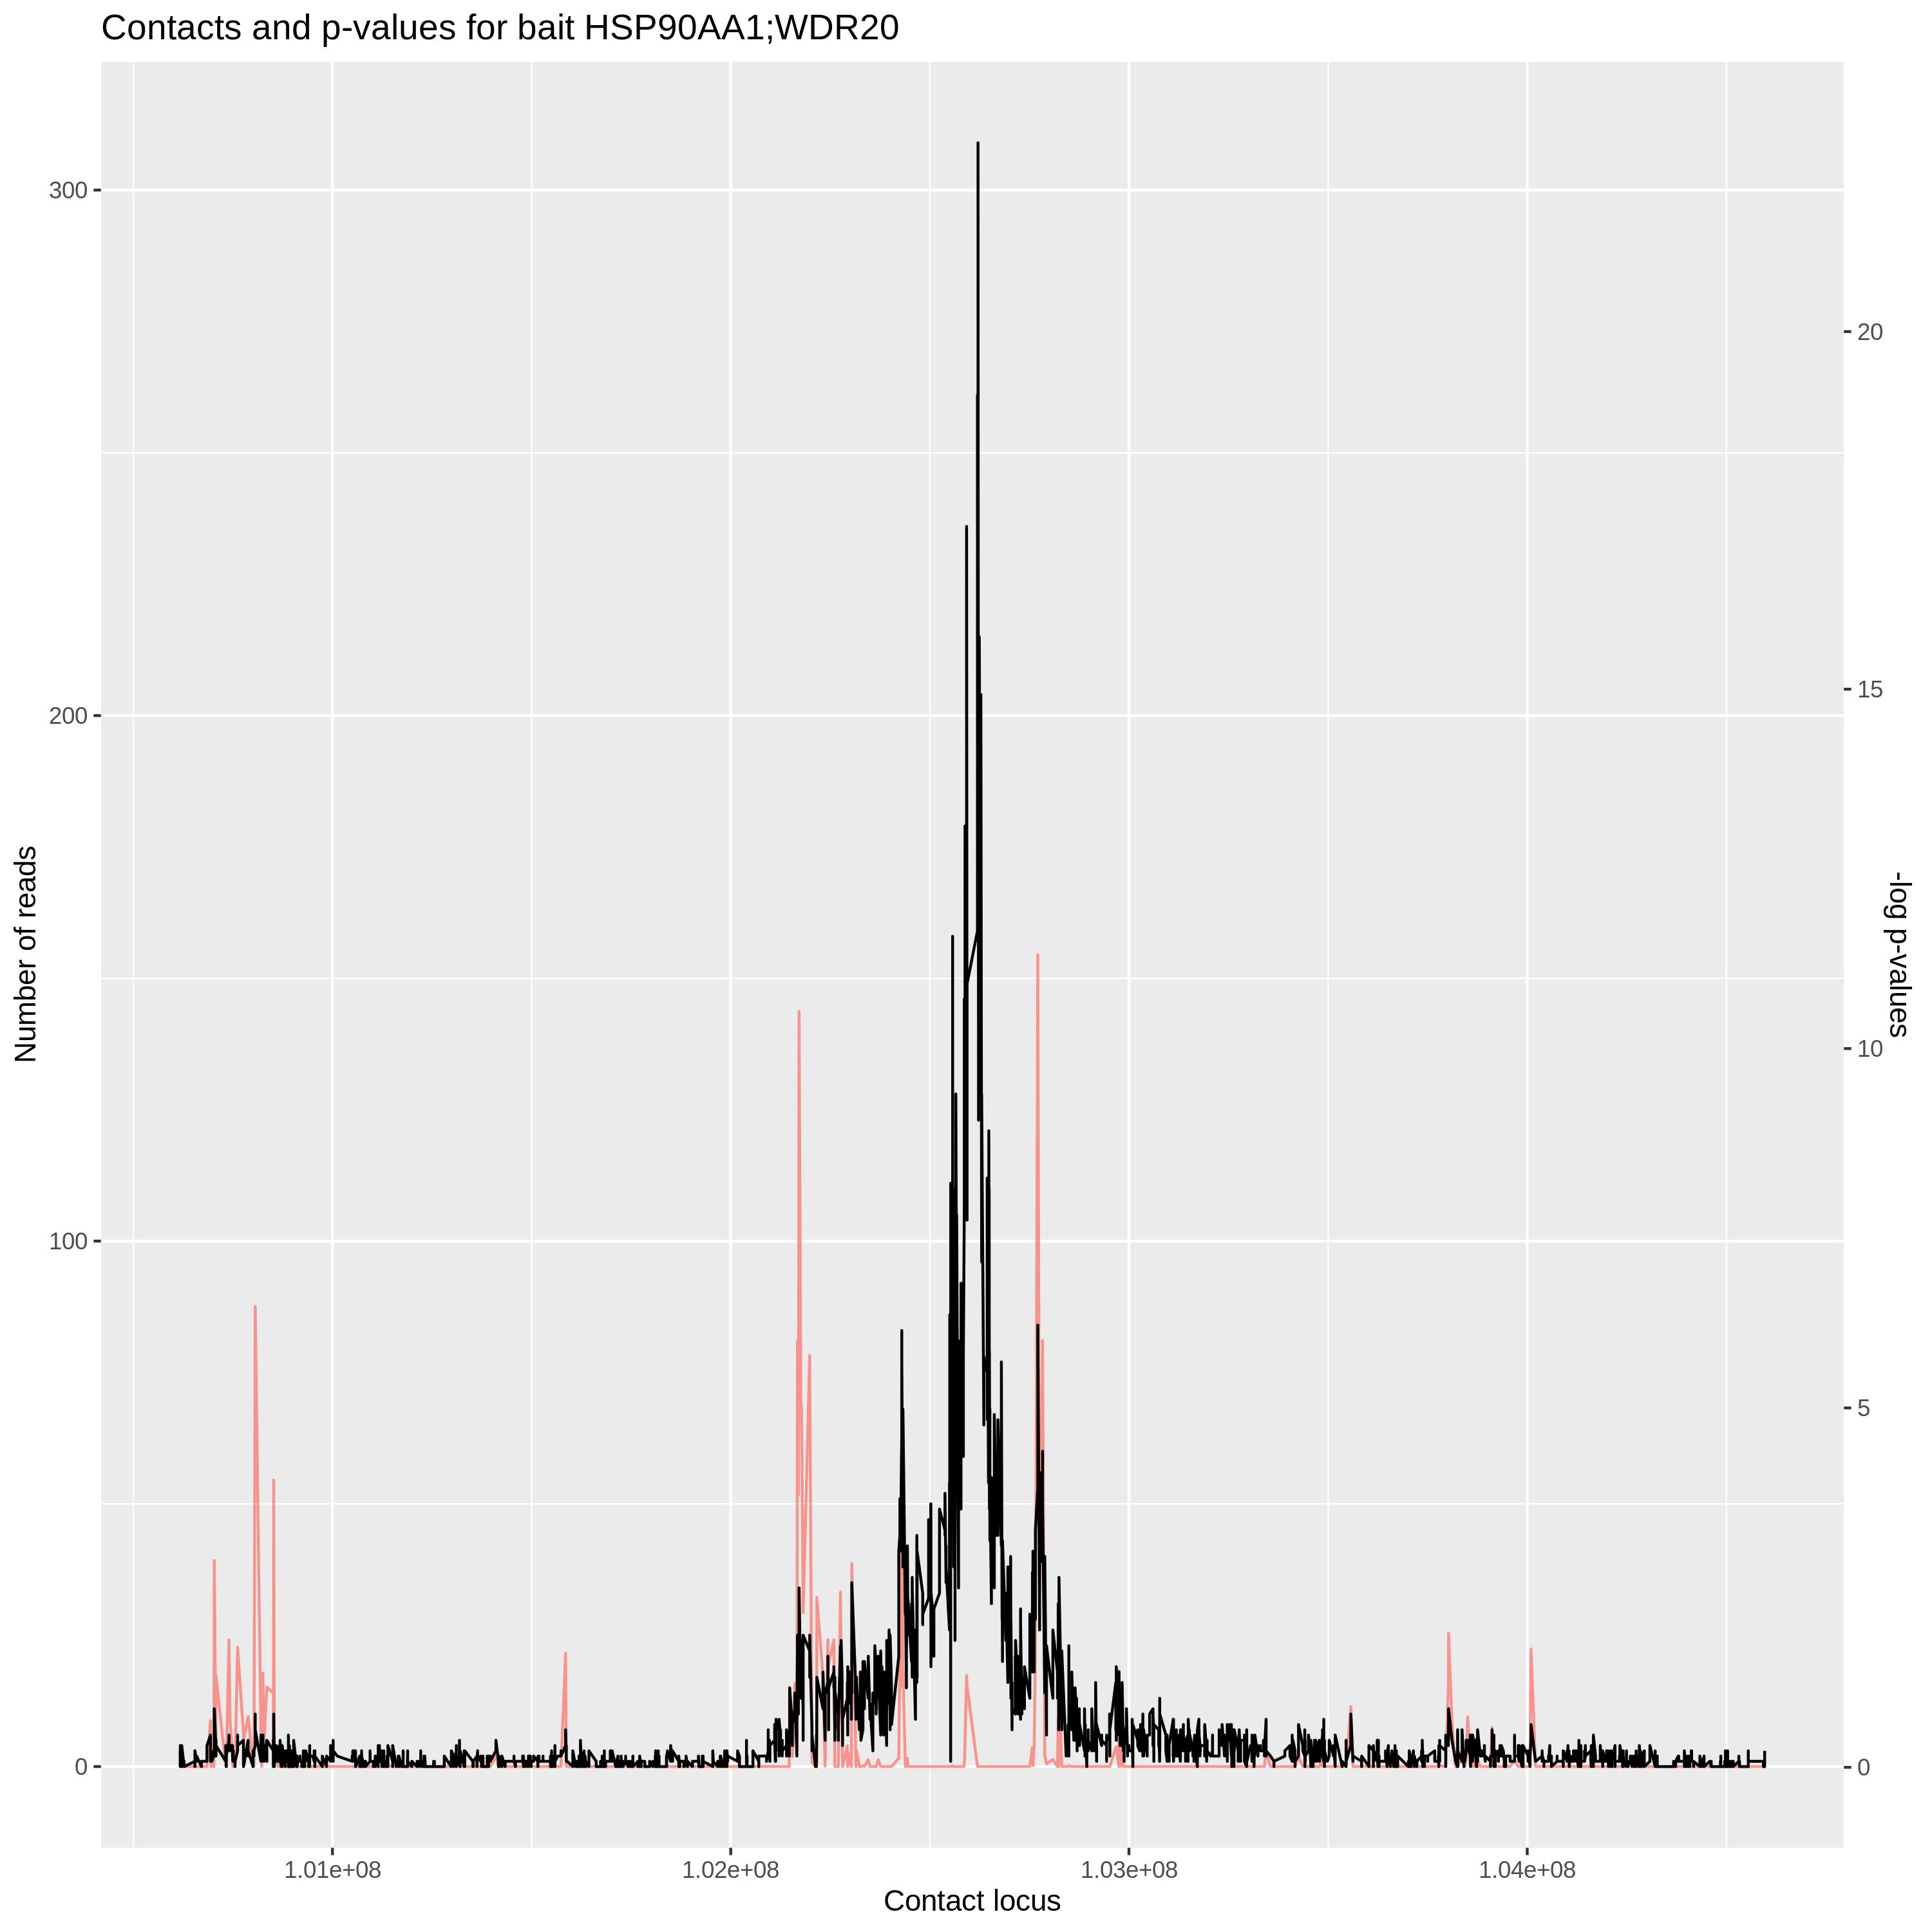 Contacts and p-values for bait HSP90AA1;WDR20
300
200
100
0
Number of reads
20
15
10
5
0
-log p-values
1.01e+08
1.02e+08
1.03e+08
1.04e+08
Contact locus